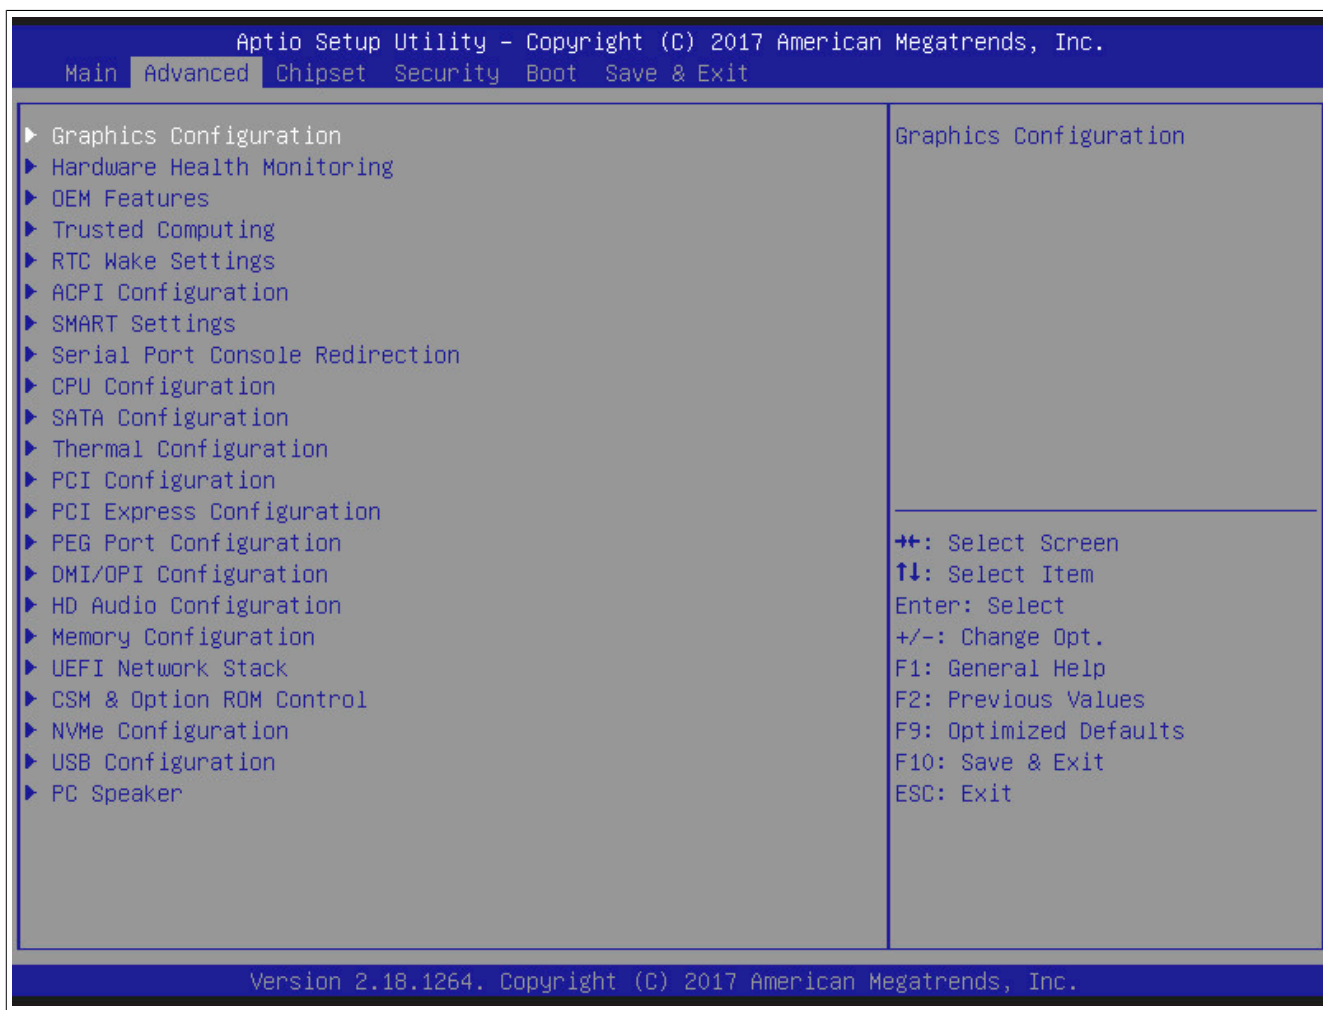 Aptio Setup Utility – Copyright (C) 2017 American Megatrends, Inc.
Main Advanced Chipset Security Boot Save & Exit
Graphics Configuration
Hardware Health Monitoring
OEM Features
Trusted Computing
RTC Wake Settings
ACPI Configuration
SMART Settings
Serial Port Console Redirection
CPU Configuration
SATA Configuration
Thermal Configuration
PCI Configuration
PCI Express Configuration
PEG Port Configuration
DMI/OPI Configuration
HD Audio Configuration
Memory Configuration
UEFI Network Stack
CSM & Option ROM Control
NVMe Configuration
USB Configuration
PC Speaker
Graphics Configuration
→←: Select Screen
↑↓: Select Item
Enter: Select
+/-: Change Opt.
F1: General Help
F2: Previous Values
F9: Optimized Defaults
F10: Save & Exit
ESC: Exit
Version 2.18.1264. Copyright (C) 2017 American Megatrends, Inc.